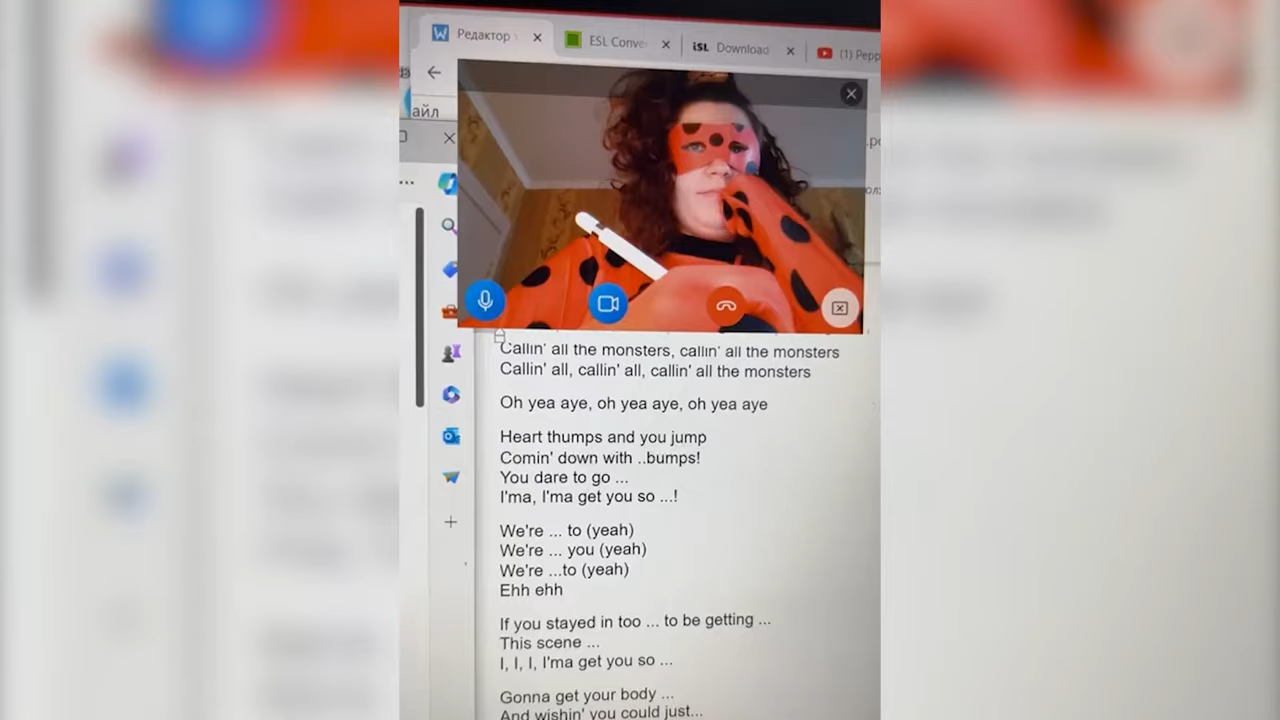 Редактор
ESL Conve
iSL Download
(1) Pepp
айл
Callin' all the monsters, callin' all the monsters
Callin' all, callin' all, callin' all the monsters
Oh yea aye, oh yea aye, oh yea aye
Heart thumps and you jump
Comin' down with ..bumps!
You dare to go ...
I'ma, I'ma get you so ...!
We're ... to (yeah)
We're ... you (yeah)
We're ...to (yeah)
Ehh ehh
If you stayed in too ... to be getting ...
This scene ...
I, I, I, I'ma get you so ...
Gonna get your body ...
And wishin' you could just...